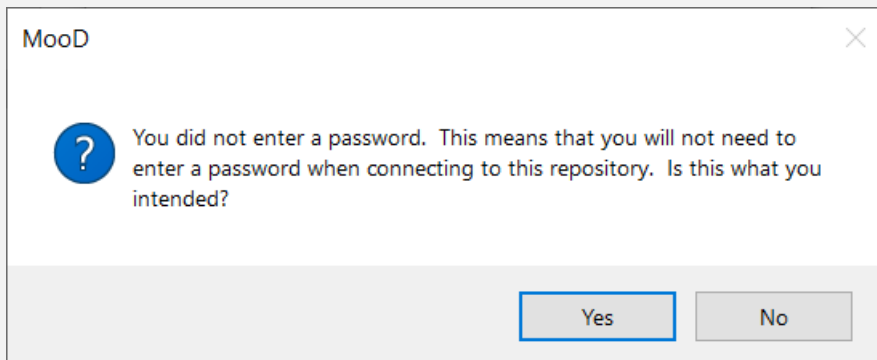 MooD
?
You did not enter a password.  This means that you will not need to
enter a password when connecting to this repository.  Is this what you
intended?
Yes
No